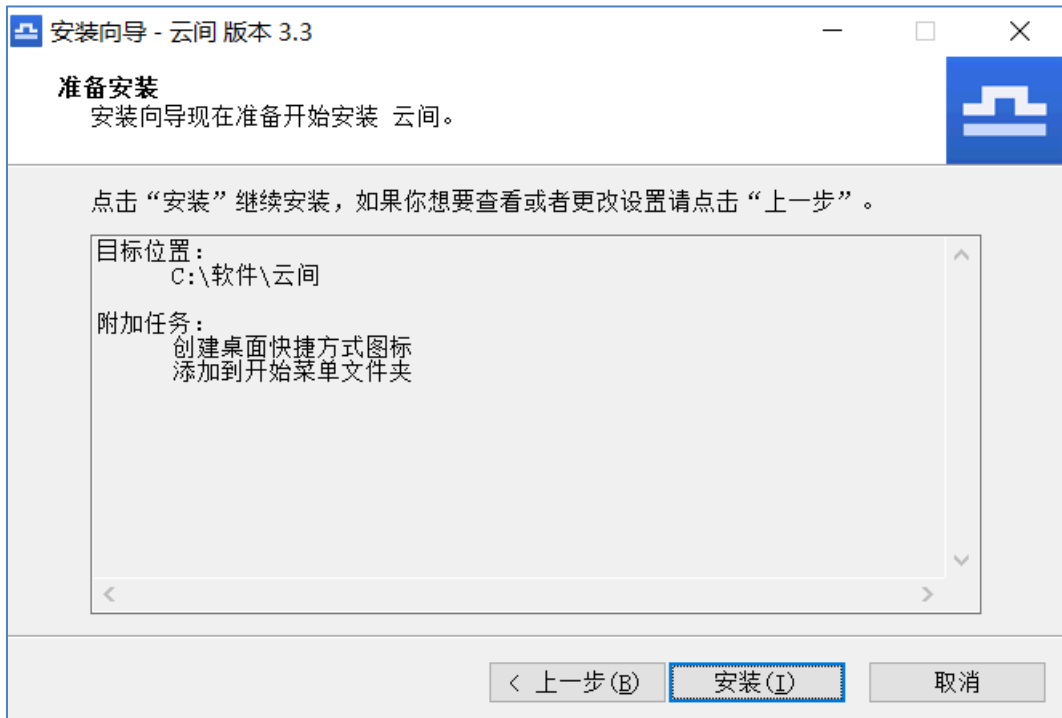 安装向导 - 云间 版本 3.3
准备安装
安装向导现在准备开始安装 云间。
点击“安装”继续安装，如果你想要查看或者更改设置请点击“上一步”。
目标位置：
C:\软件\云间
附加任务：
创建桌面快捷方式图标
添加到开始菜单文件夹
< 上一步(B) 安装(I) 取消